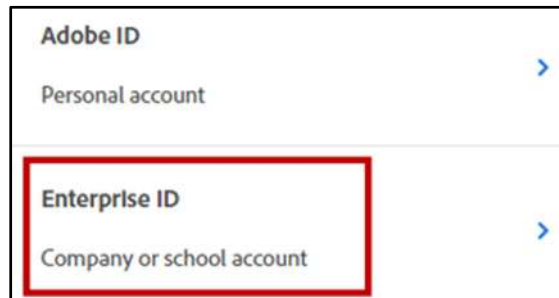 Adobe ID
Personal account
Enterprise ID
Company or school account